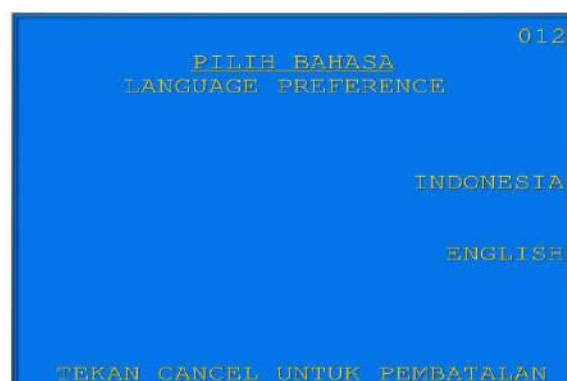 012
PILIH BAHASA
LANGUAGE PREFERENCE
INDONESIA
ENGLISH
TEKAN CANCEL UNTUK PEMBATALAN